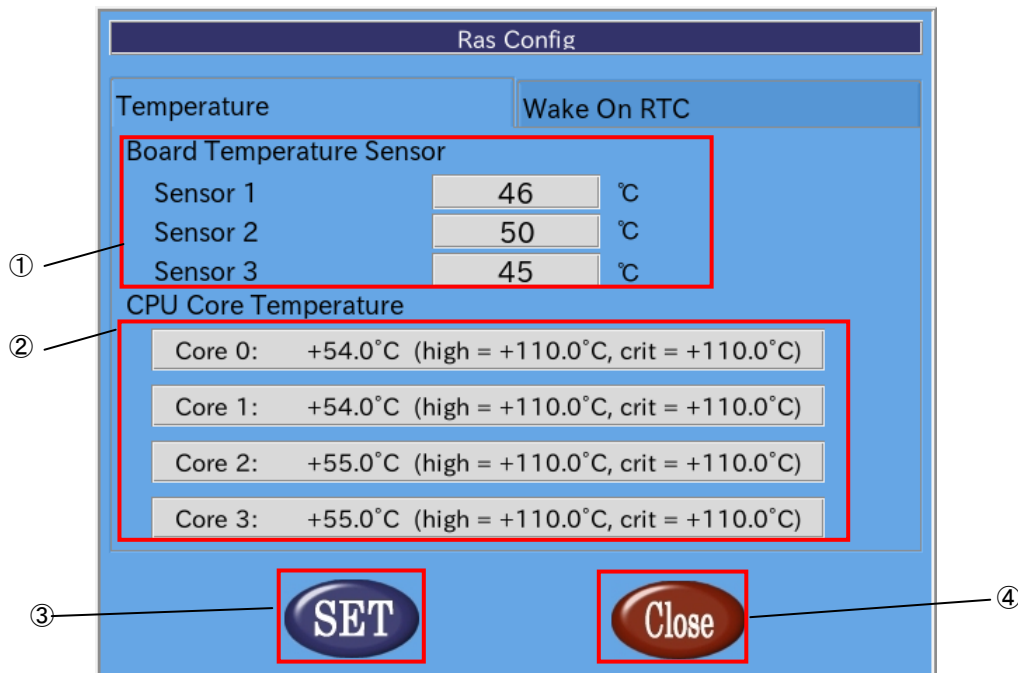 Ras Config
Temperature
Wake On RTC
Board Temperature Sensor
Sensor 1 46 ℃
Sensor 2 50 ℃
①
Sensor 3 45 ℃
CPU Core Temperature
②
Core 0: +54.0°C (high = +110.0°C, crit = +110.0°C)
Core 1: +54.0°C (high = +110.0°C, crit = +110.0°C)
Core 2: +55.0°C (high = +110.0°C, crit = +110.0°C)
Core 3: +55.0°C (high = +110.0°C, crit = +110.0°C)
③ SET Close ④